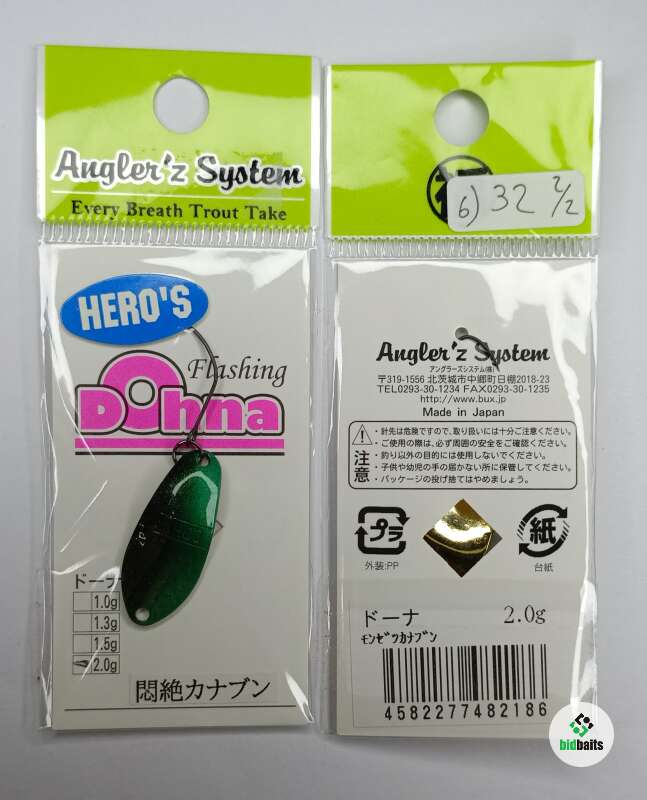 Angler'z System
Every Breath Trout Take
HERO'S
Flashing
Dohna
ドーナ
1.0g
1.3g
1.5g
2.0g
悶絶カナブン
6) 32 2/2
Angler'z System
アングラーズシステム(株)
〒319-1556 北茨城市中郷町日棚2018-23
TEL0293-30-1234 FAX0293-30-1235
http://www.bux.jp
Made in Japan
注意
・針先は危険ですので、取り扱いには十分ご注意ください。
・ご使用の際は、必ず周囲の安全をご確認ください。
・釣り以外の目的には使用しないでください。
・子供や幼児の手の届かない所に保管してください。
・パッケージの投げ捨てはやめましょう。
プラ
外装:PP
紙
台紙
ドーナ 2.0g
モンゼツカナブン
4582277482186
bidbaits